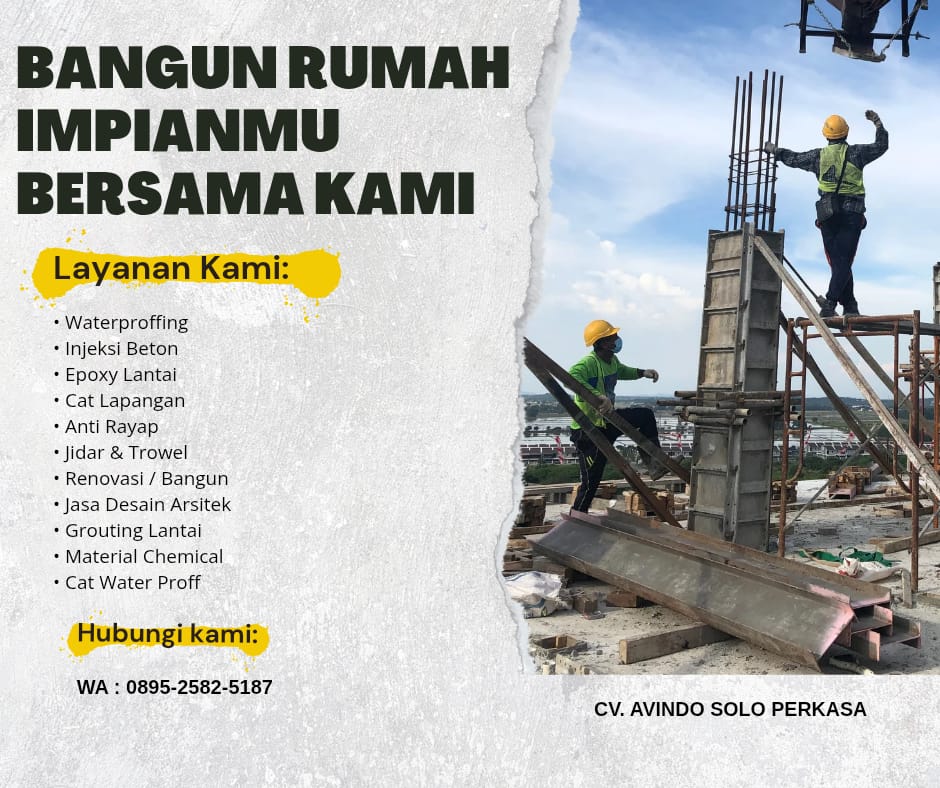 BANGUN RUMAH
IMPIANMU
BERSAMA KAMI
Layanan Kami:
• Waterproffing
• Injeksi Beton
• Epoxy Lantai
• Cat Lapangan
• Anti Rayap
• Jidar & Trowel
• Renovasi / Bangun
• Jasa Desain Arsitek
• Grouting Lantai
• Material Chemical
• Cat Water Proff
Hubungi kami:
WA : 0895-2582-5187
CV. AVINDO SOLO PERKASA